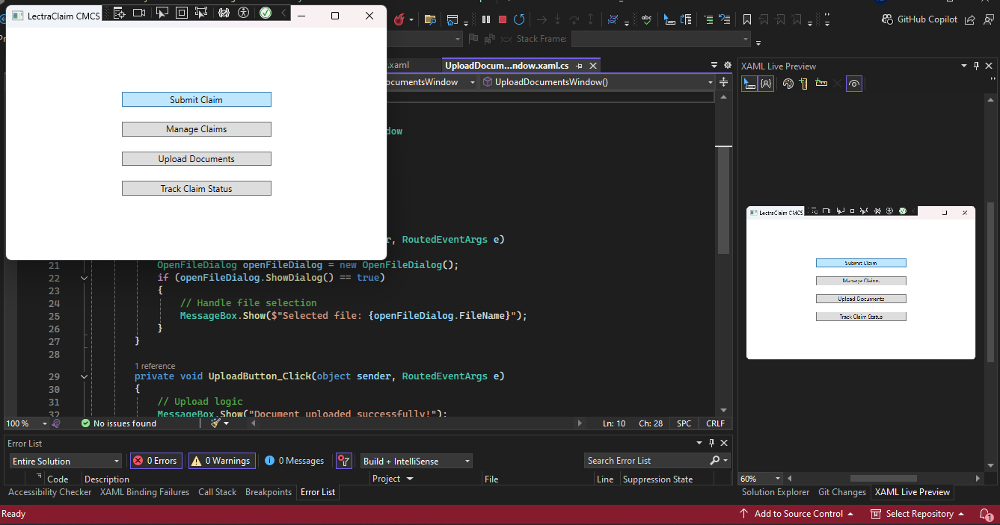 LectraClaim CMCS
GitHub Copilot
Stack Frame:
.xaml
UploadDocum...ndow.xaml.cs
XAML Live Preview
ocumentsWindow
UploadDocumentsWindow()
Submit Claim
Manage Claims
Upload Documents
Track Claim Status
dow
r, RoutedEventArgs e)
21 OpenFileDialog openFileDialog = new OpenFileDialog();
22 if (openFileDialog.ShowDialog() == true)
23 {
24 // Handle file selection
25 MessageBox.Show($"Selected file: {openFileDialog.FileName}");
26 }
27 }
28
1 reference
29 private void UploadButton_Click(object sender, RoutedEventArgs e)
30 {
31 // Upload logic
32 MessageBox.Show("Document uploaded successfully!");
LectraClaim CMCS
Submit Claim
Manage Claims
Upload Documents
Track Claim Status
100 %
No issues found
Ln: 10 Ch: 28 SPC CRLF
Error List
Entire Solution
0 Errors
0 Warnings
0 Messages
Build + IntelliSense
Search Error List
Code Description Project File Line Suppression State
60%
Accessibility Checker XAML Binding Failures Call Stack Breakpoints Error List
Solution Explorer Git Changes XAML Live Preview
Ready
Add to Source Control
Select Repository
1